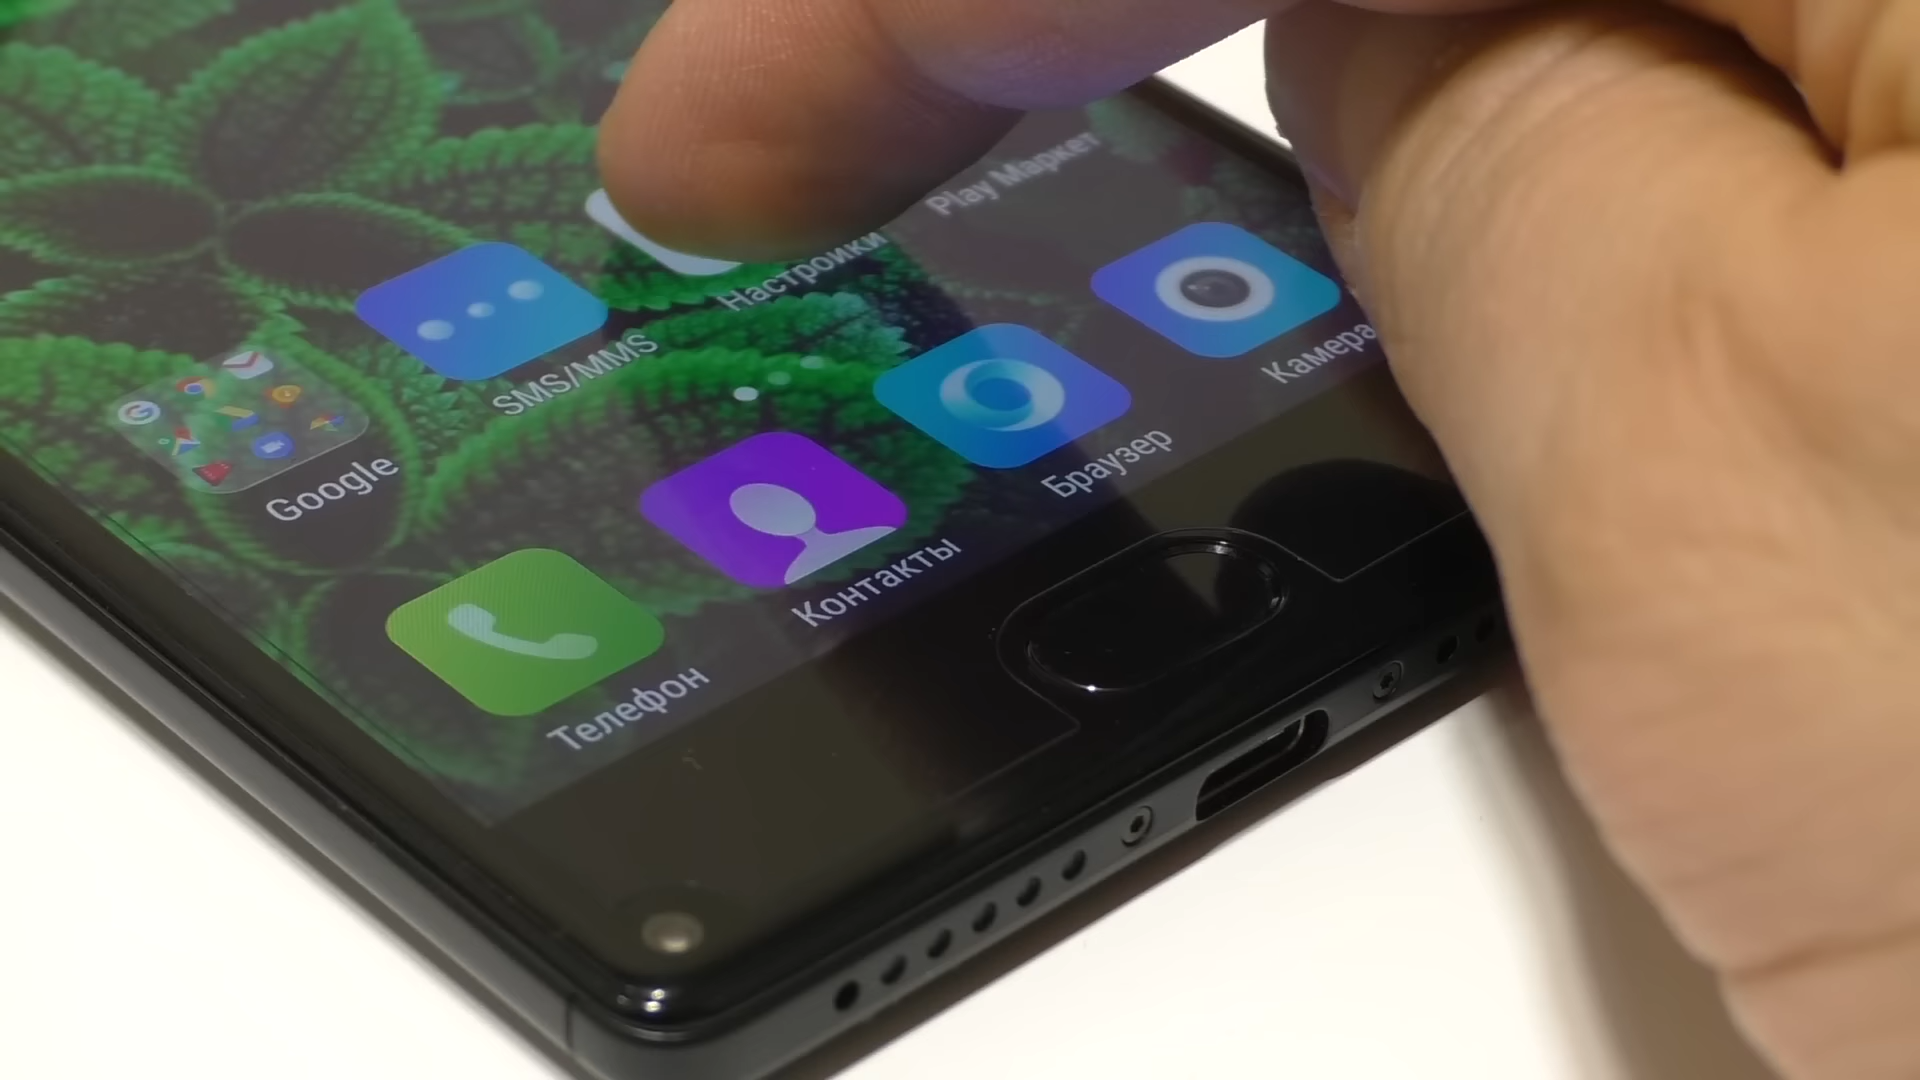 Google
SMS/MMS
Настройки
Play Маркет
Телефон
Контакты
Браузер
Камера